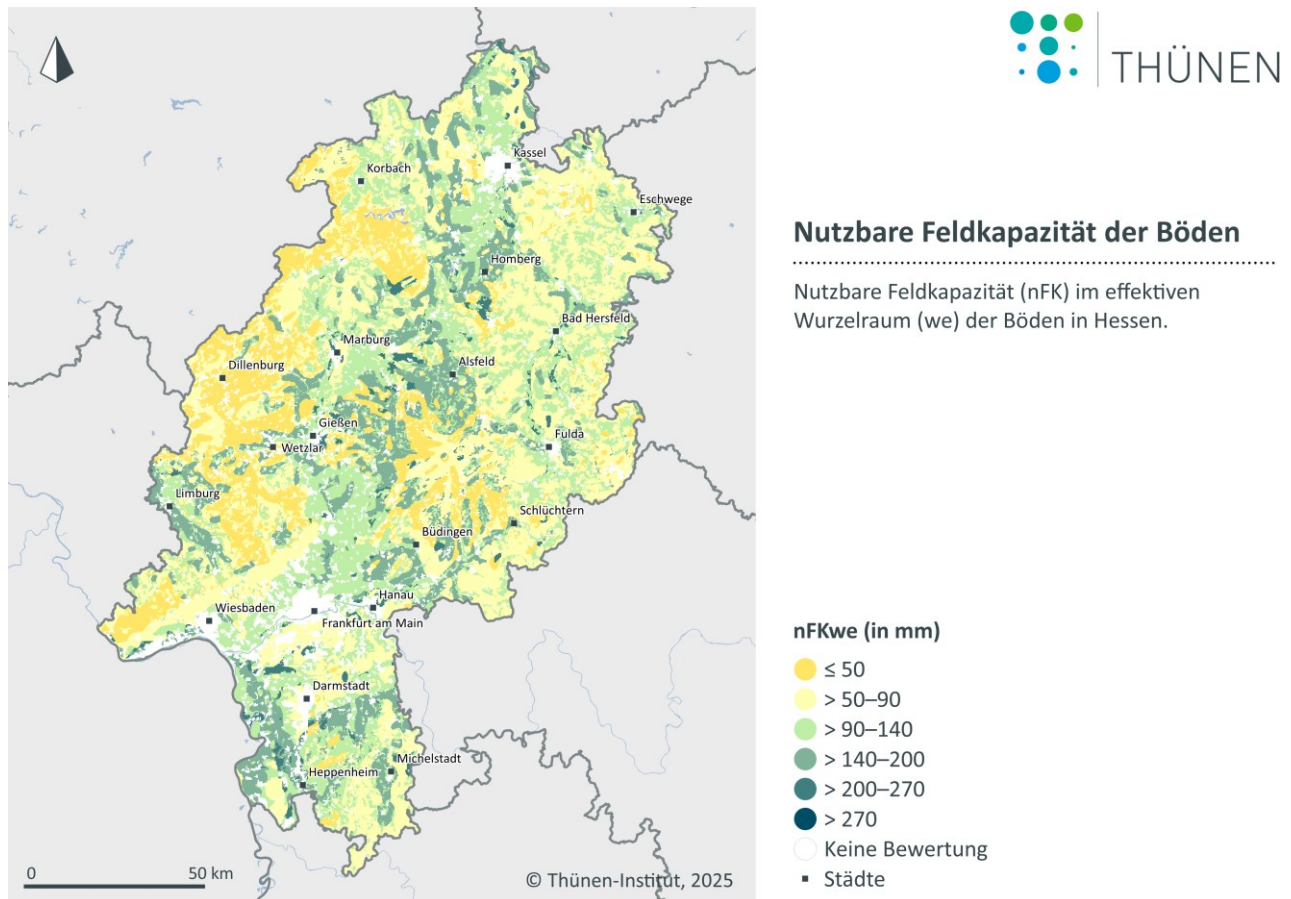 THÜNEN
Nutzbare Feldkapazität der Böden
Nutzbare Feldkapazität (nFK) im effektiven
Wurzelraum (we) der Böden in Hessen.
Kassel
Korbach
Eschwege
Homberg
Bad Hersfeld
Marburg
Alsfeld
Dillenburg
Gießen
Fulda
Wetzlar
Limburg
Schlüchtern
Büdingen
Hanau
Wiesbaden
Frankfurt am Main
Darmstadt
Michelstadt
Heppenheim
nFKwe (in mm)
≤ 50
> 50–90
> 90–140
> 140–200
> 200–270
> 270
Keine Bewertung
Städte
0 50 km
© Thünen-Institut, 2025